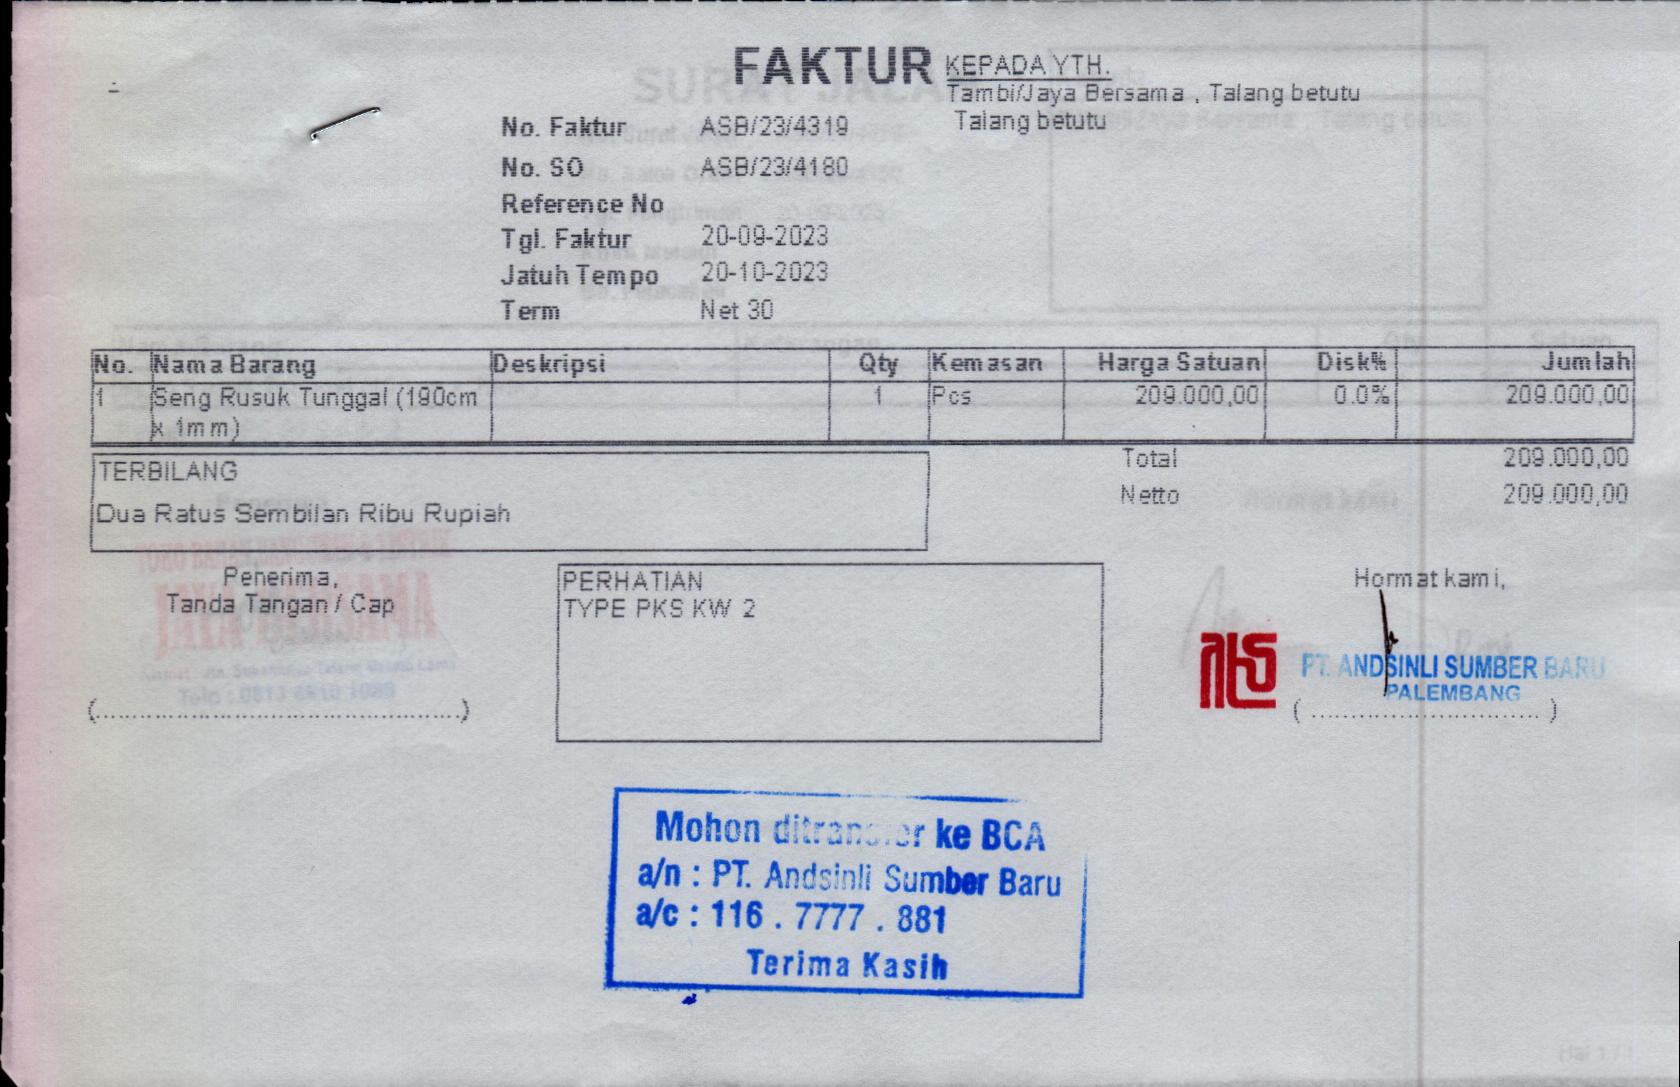 FAKTUR
KEPADA YTH.
Tambi/Jaya Bersama , Talang betutu
Talang betutu
No. Faktur ASB/23/4319
No. SO ASB/23/4180
Reference No
Tgl. Faktur 20-09-2023
Jatuh Tempo 20-10-2023
Term Net 30
No. Nama Barang Deskripsi Qty Kemasan Harga Satuan Disk% Jumlah
1 Seng Rusuk Tunggal (190cm 1 Pcs 209.000,00 0.0% 209.000,00
x 1mm)
Total 209.000,00
Netto 209.000,00
TERBILANG
Dua Ratus Sembilan Ribu Rupiah
Penerima,
Tanda Tangan / Cap
(..............................................)
PERHATIAN
TYPE PKS KW 2
Hormat kami,
PT. ANDSINLI SUMBER BARU
PALEMBANG
( ............................. )
Mohon ditransfer ke BCA
a/n : PT. Andsinli Sumber Baru
a/c : 116 . 7777 . 881
Terima Kasih